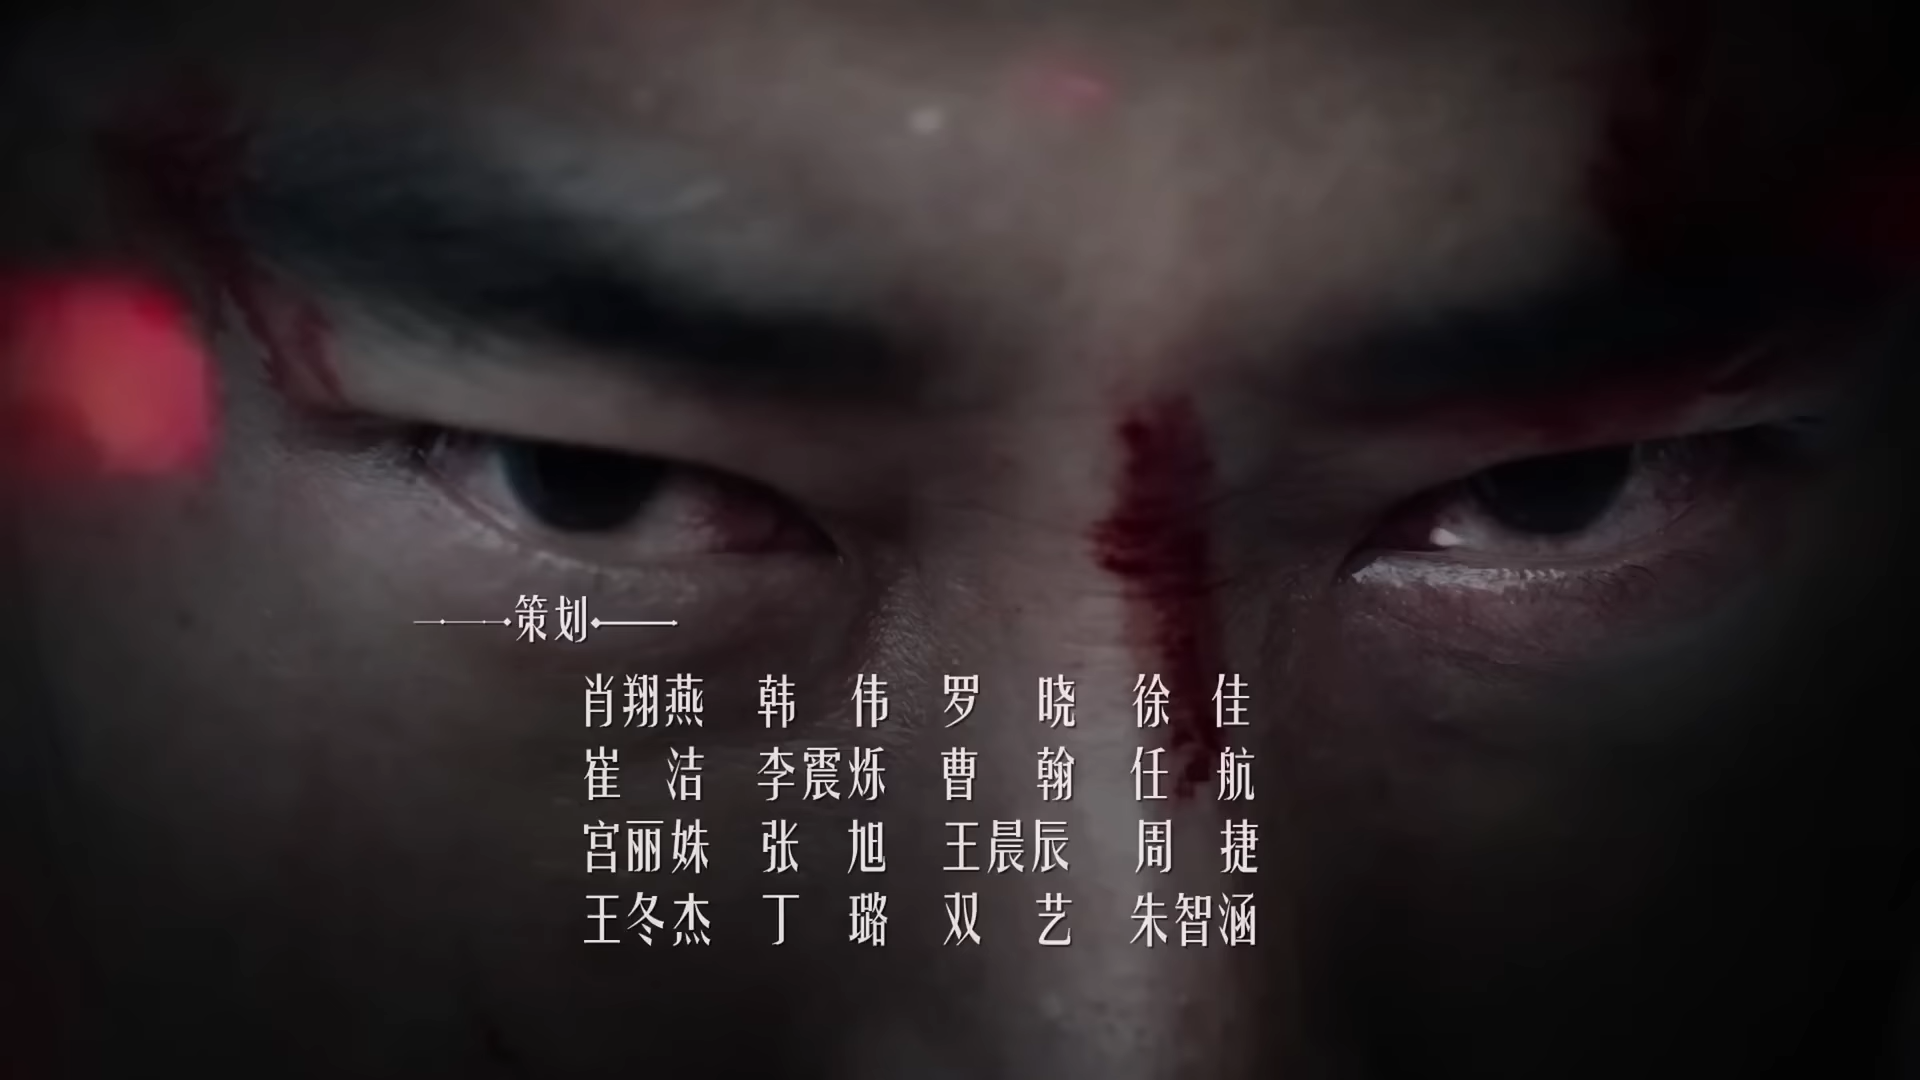 策划
肖翔燕 韩伟 罗晓 徐佳
崔洁 李震烁 曹翰 任航
宫丽姝 张旭 王晨辰 周捷
王冬杰 丁璐 双艺 朱智涵